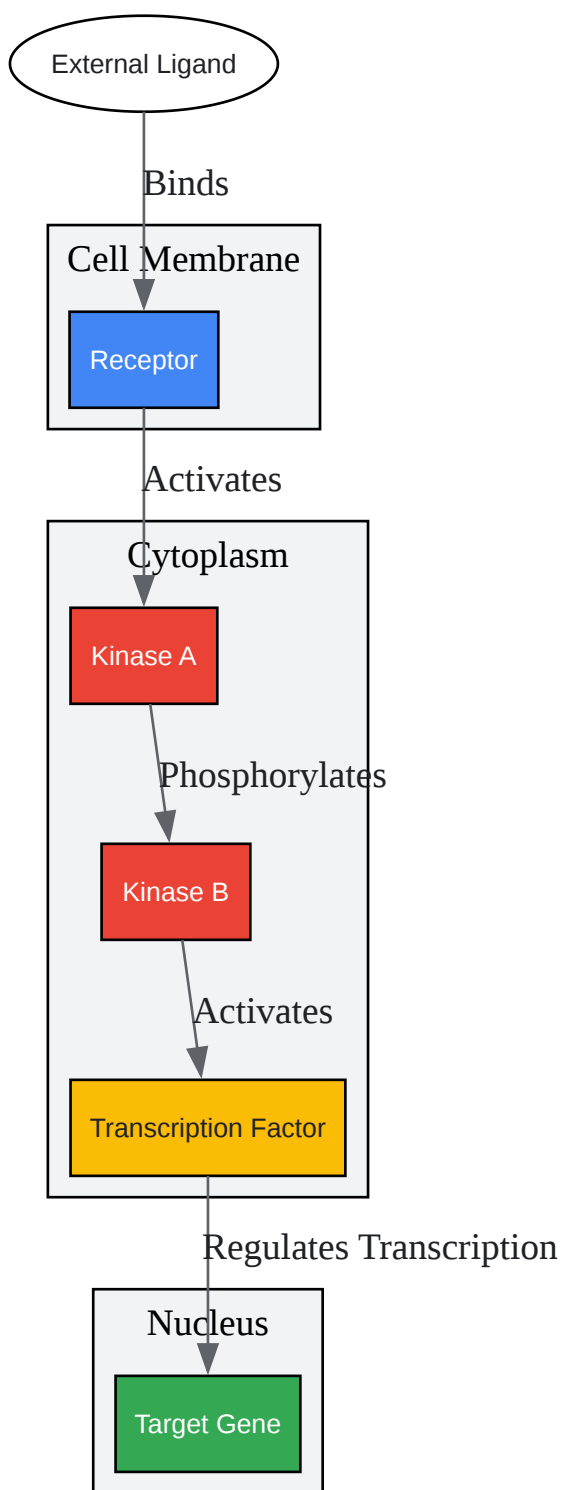 External Ligand
Binds
Cell Membrane
Receptor
Activates
Cytoplasm
Kinase A
Phosphorylates
Kinase B
Activates
Transcription Factor
Regulates Transcription
Nucleus
Target Gene